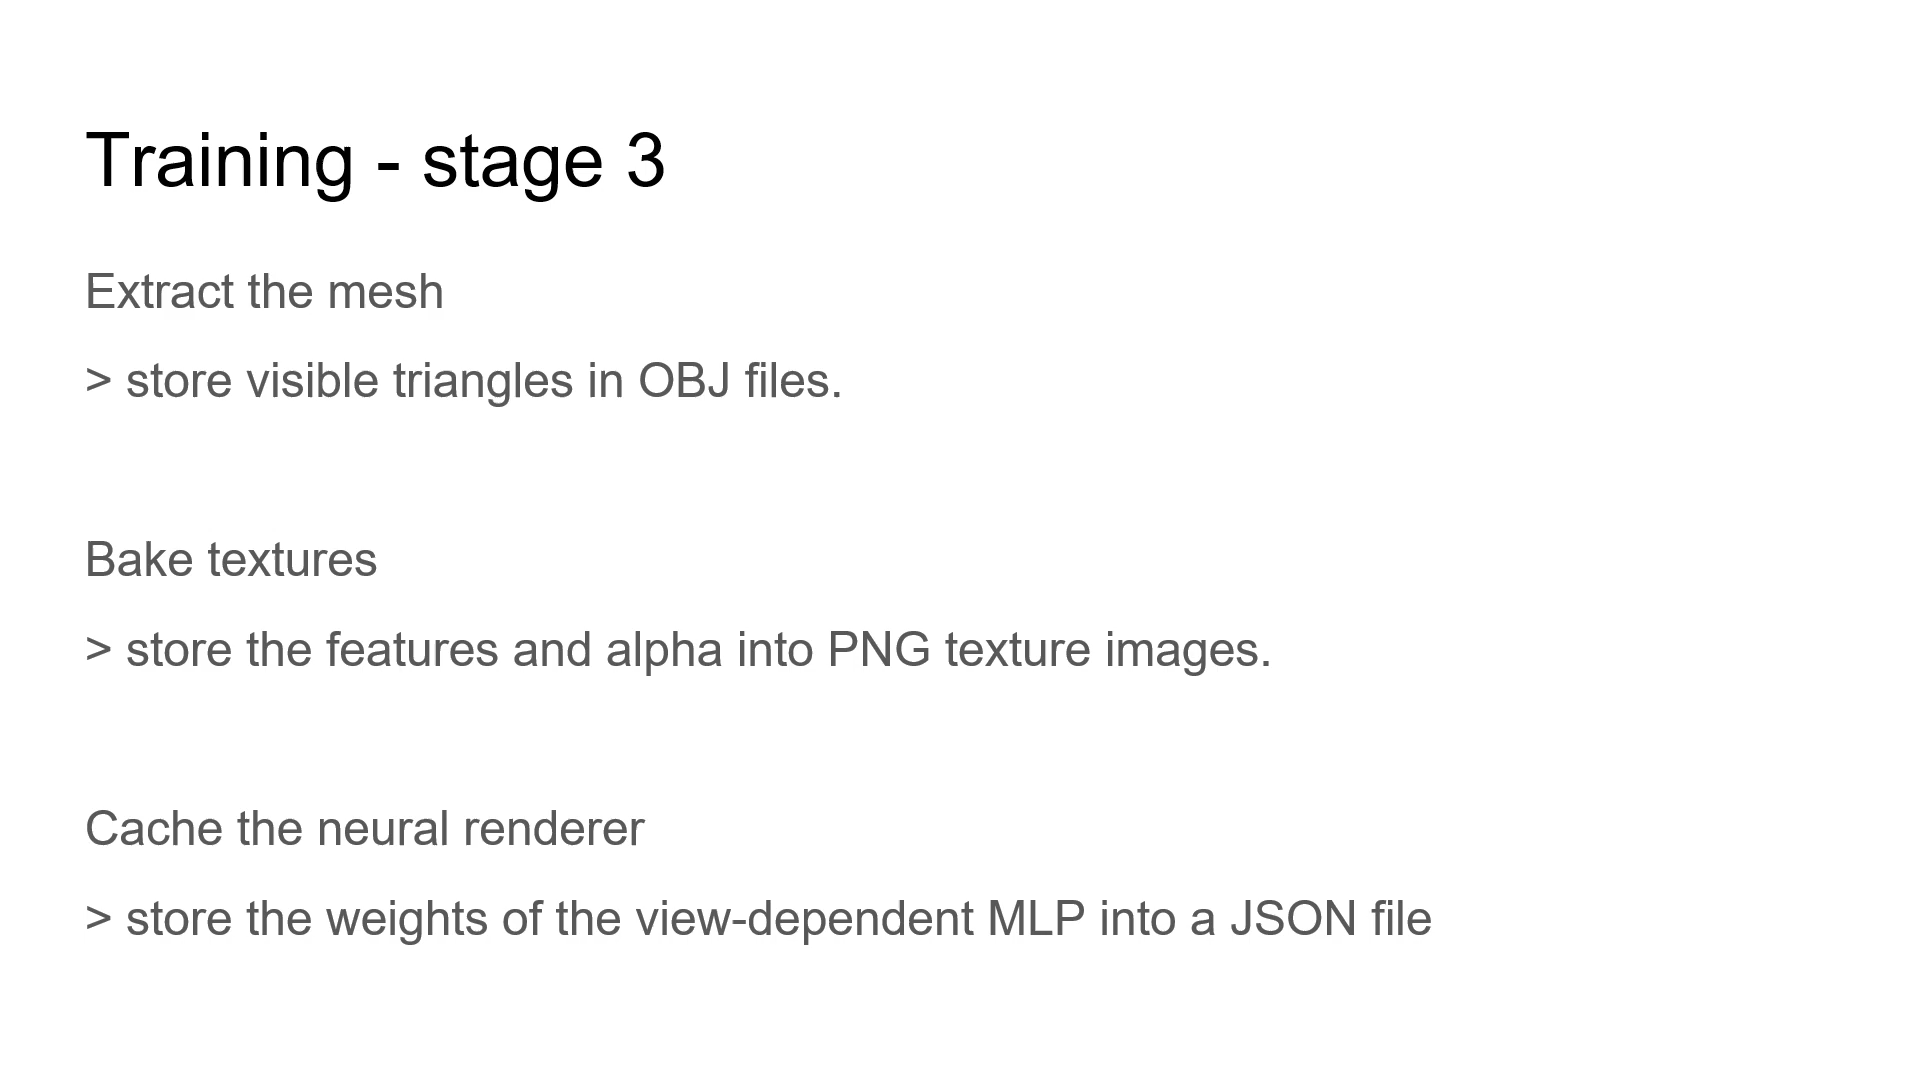 Training - stage 3
Extract the mesh
> store visible triangles in OBJ files.
Bake textures
> store the features and alpha into PNG texture images.
Cache the neural renderer
> store the weights of the view-dependent MLP into a JSON file